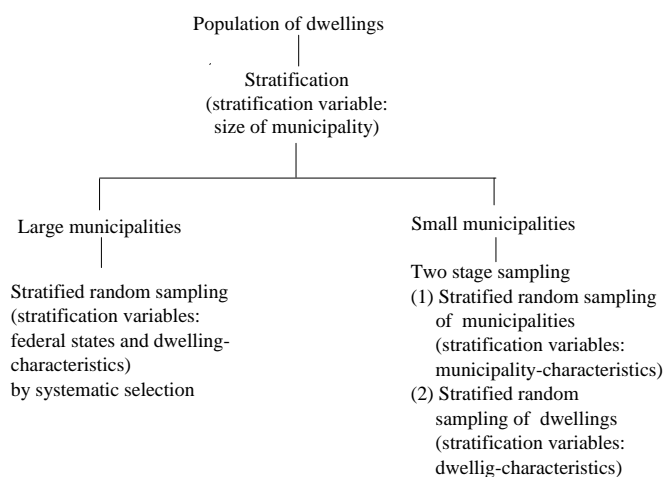 Population of dwellings
Stratification
(stratification variable:
size of municipality)
Large municipalities
Stratified random sampling
(stratification variables:
federal states and dwelling-
characteristics)
by systematic selection
Small municipalities
Two stage sampling
(1) Stratified random sampling
of municipalities
(stratification variables:
municipality-characteristics)
(2) Stratified random
sampling of dwellings
(stratification variables:
dwellig-characteristics)